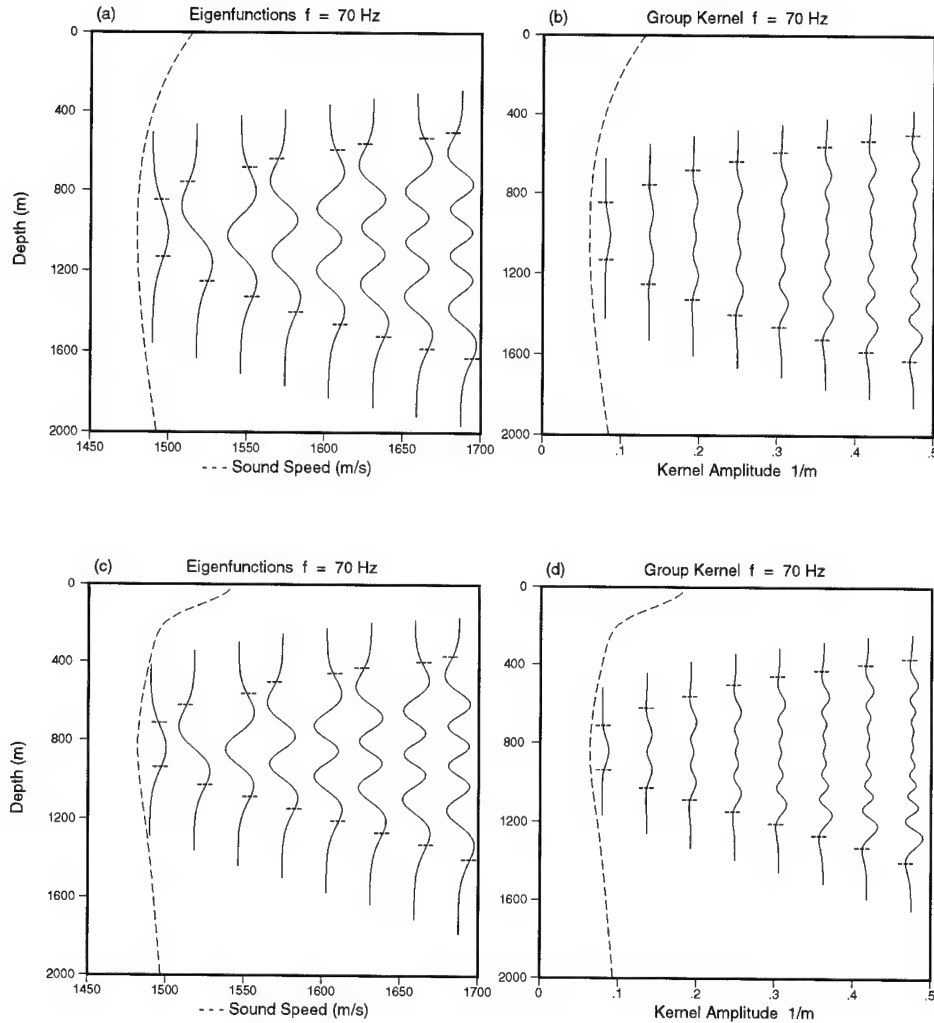 (a) Eigenfunctions f = 70 Hz
0
400
800
1200
1600
2000
Depth (m)
1450 1500 1550 1600 1650 1700
--- Sound Speed (m/s)
(b) Group Kernel f = 70 Hz
0
400
800
1200
1600
2000
0 .1 .2 .3 .4 .5
Kernel Amplitude 1/m
(c) Eigenfunctions f = 70 Hz
0
400
800
1200
1600
2000
Depth (m)
1450 1500 1550 1600 1650 1700
--- Sound Speed (m/s)
(d) Group Kernel f = 70 Hz
0
400
800
1200
1600
2000
0 .1 .2 .3 .4 .5
Kernel Amplitude 1/m